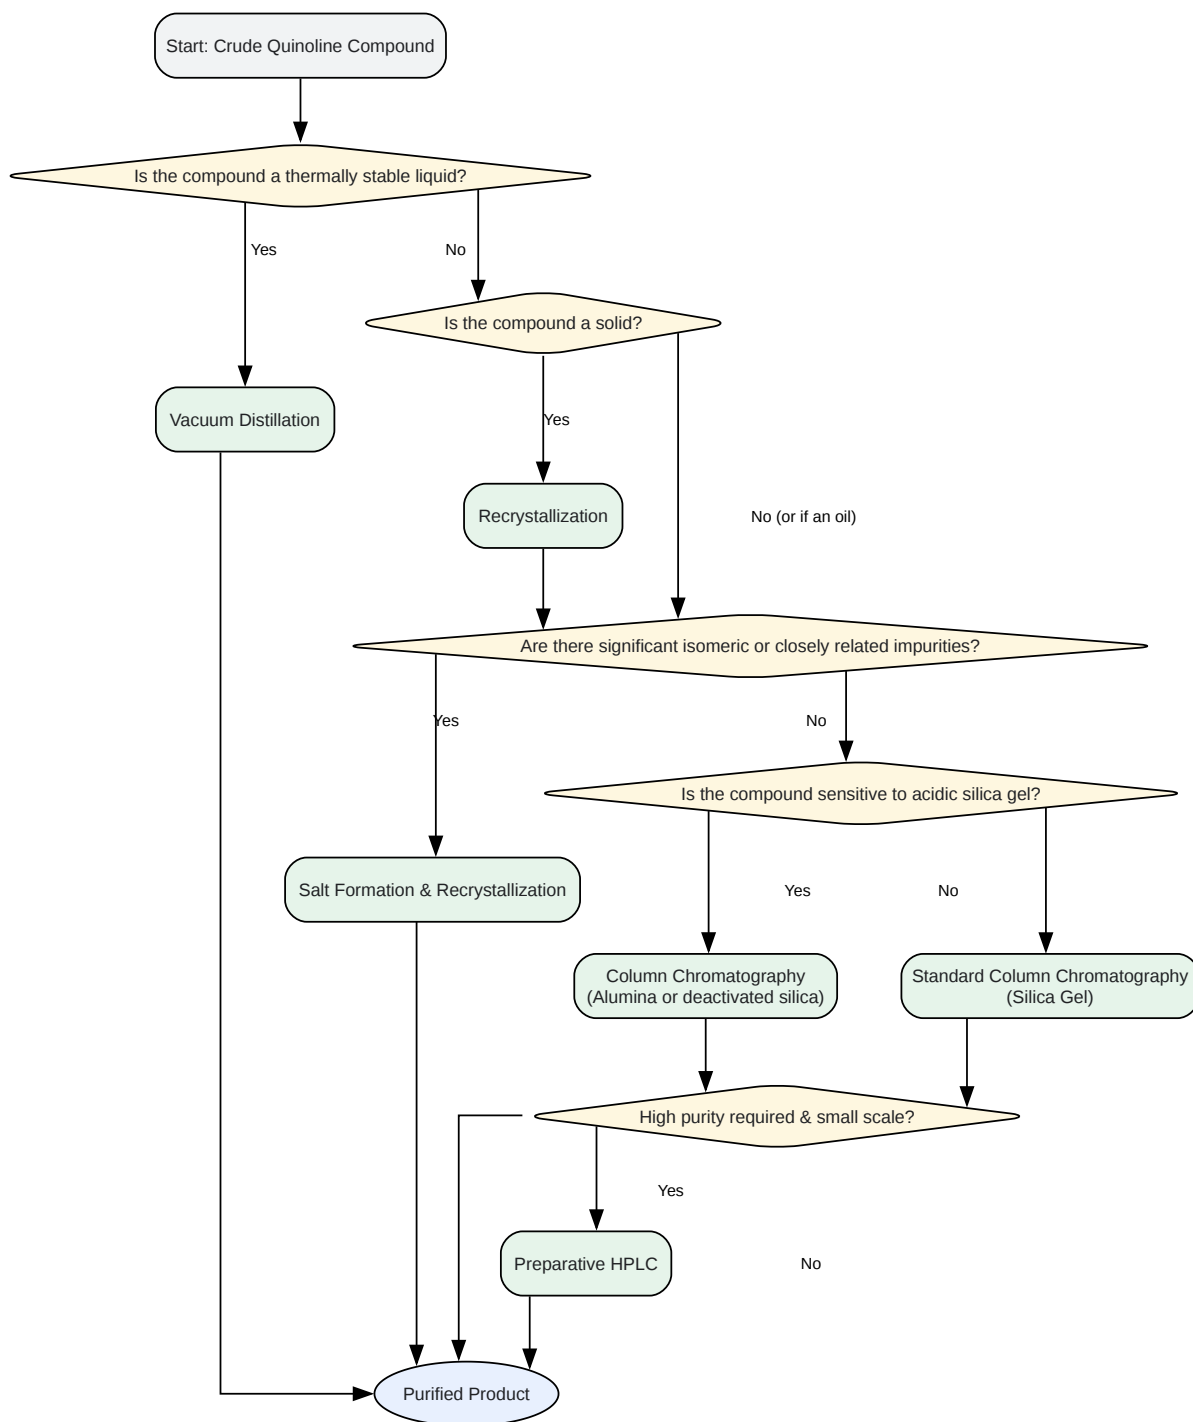 Start: Crude Quinoline Compound
Is the compound a thermally stable liquid?
Yes
No
Is the compound a solid?
Vacuum Distillation
Yes
Recrystallization
No (or if an oil)
Are there significant isomeric or closely related impurities?
Yes
No
Is the compound sensitive to acidic silica gel?
Salt Formation & Recrystallization
Yes
No
Column Chromatography
(Alumina or deactivated silica)
Standard Column Chromatography
(Silica Gel)
High purity required & small scale?
Yes
Preparative HPLC
No
Purified Product